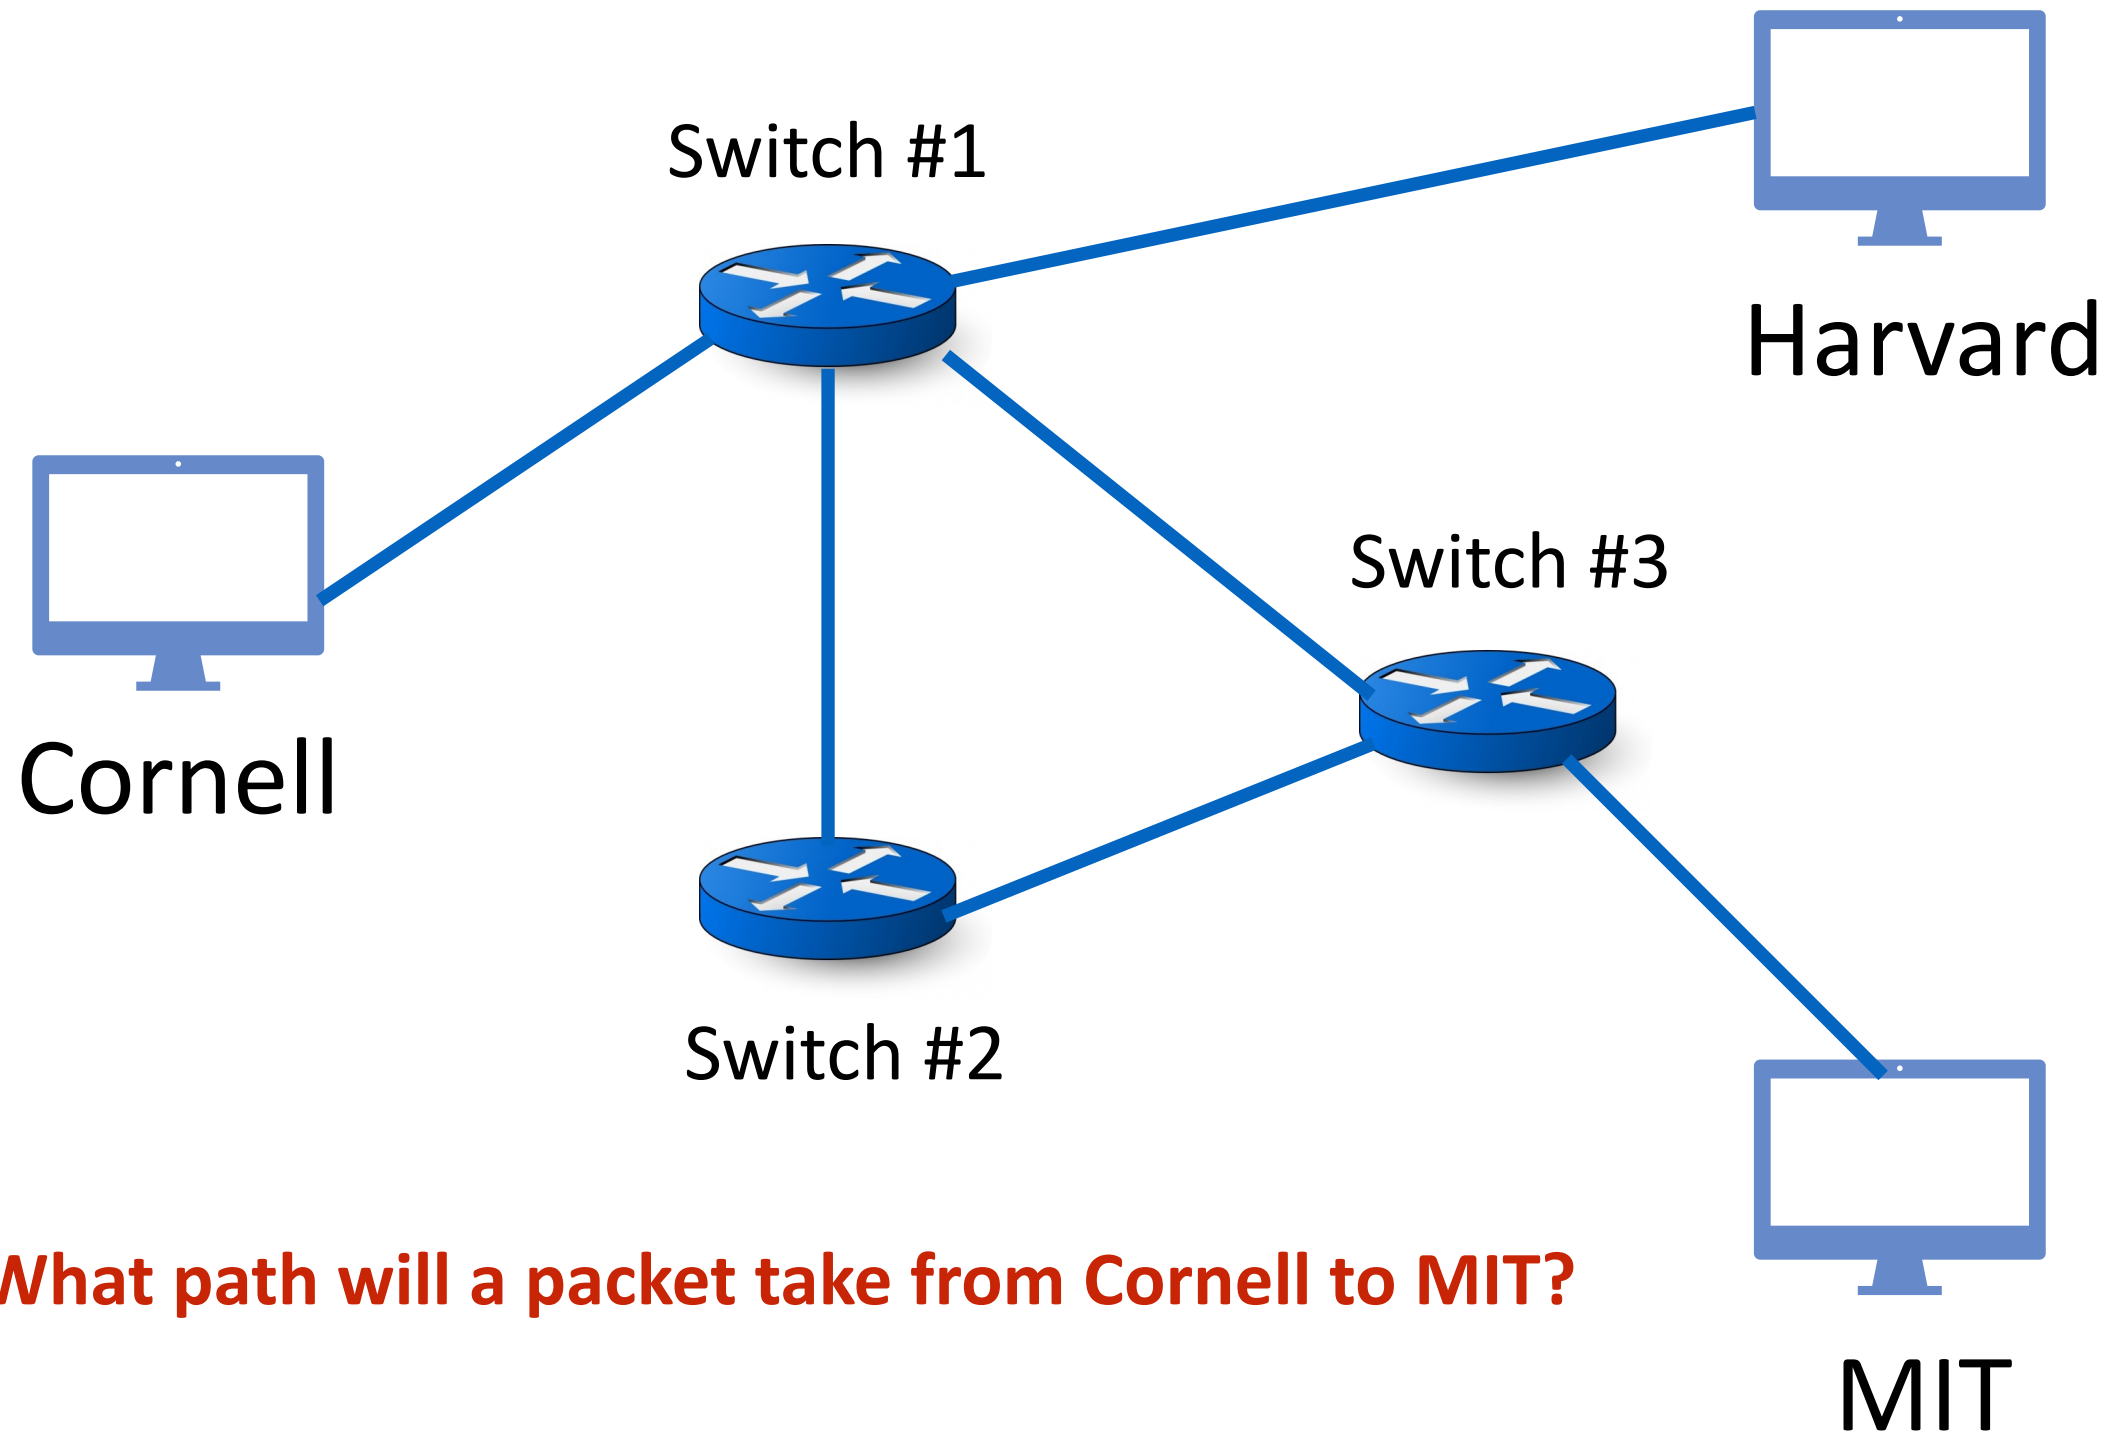 Switch #1
Harvard
Switch #3
Cornell
Switch #2
What path will a packet take from Cornell to MIT?
MIT